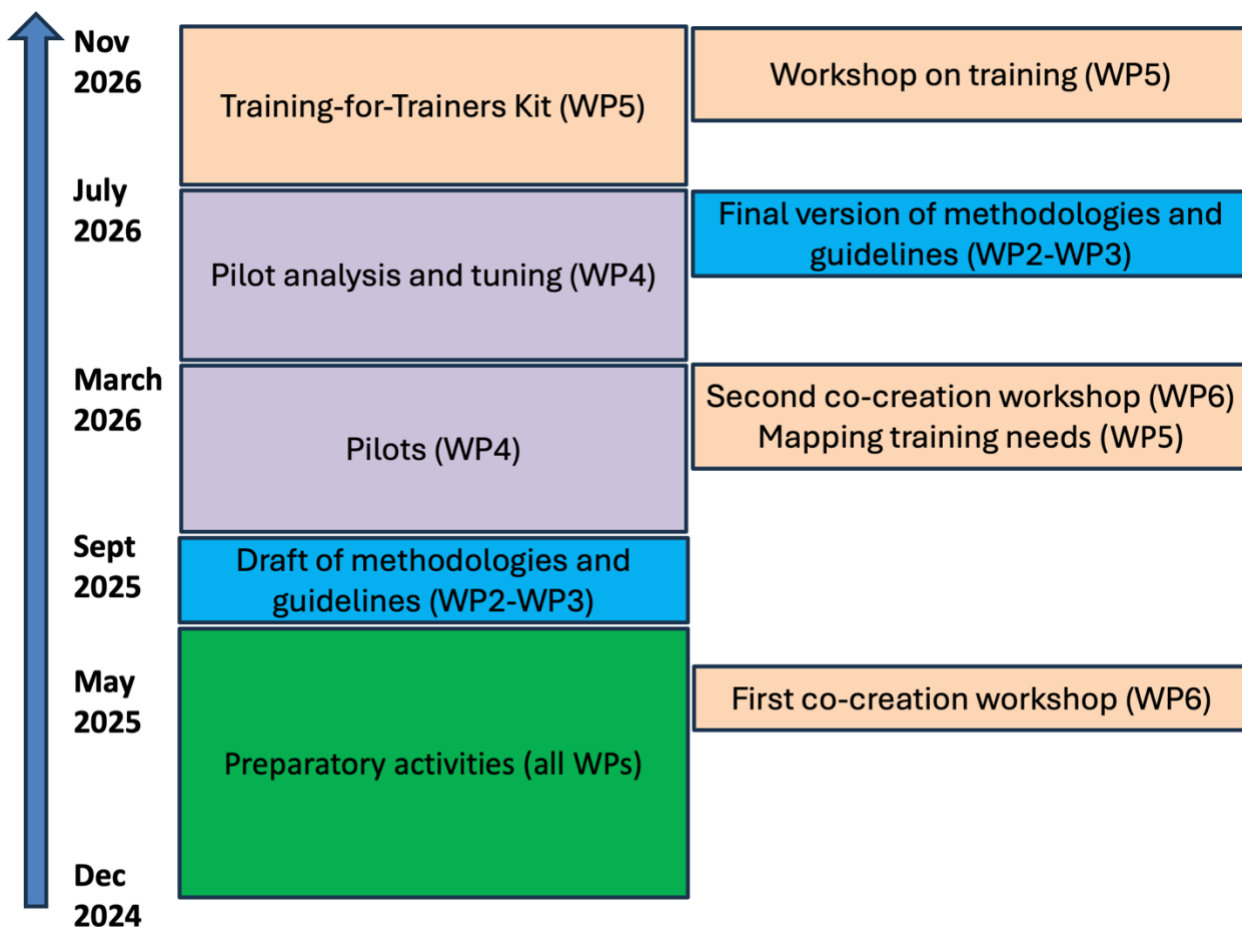 Nov
2026
Training-for-Trainers Kit (WP5)
Workshop on training (WP5)
July
2026
Pilot analysis and tuning (WP4)
Final version of methodologies and
guidelines (WP2-WP3)
March
2026
Pilots (WP4)
Second co-creation workshop (WP6)
Mapping training needs (WP5)
Sept
2025
Draft of methodologies and
guidelines (WP2-WP3)
May
2025
Preparatory activities (all WPs)
First co-creation workshop (WP6)
Dec
2024